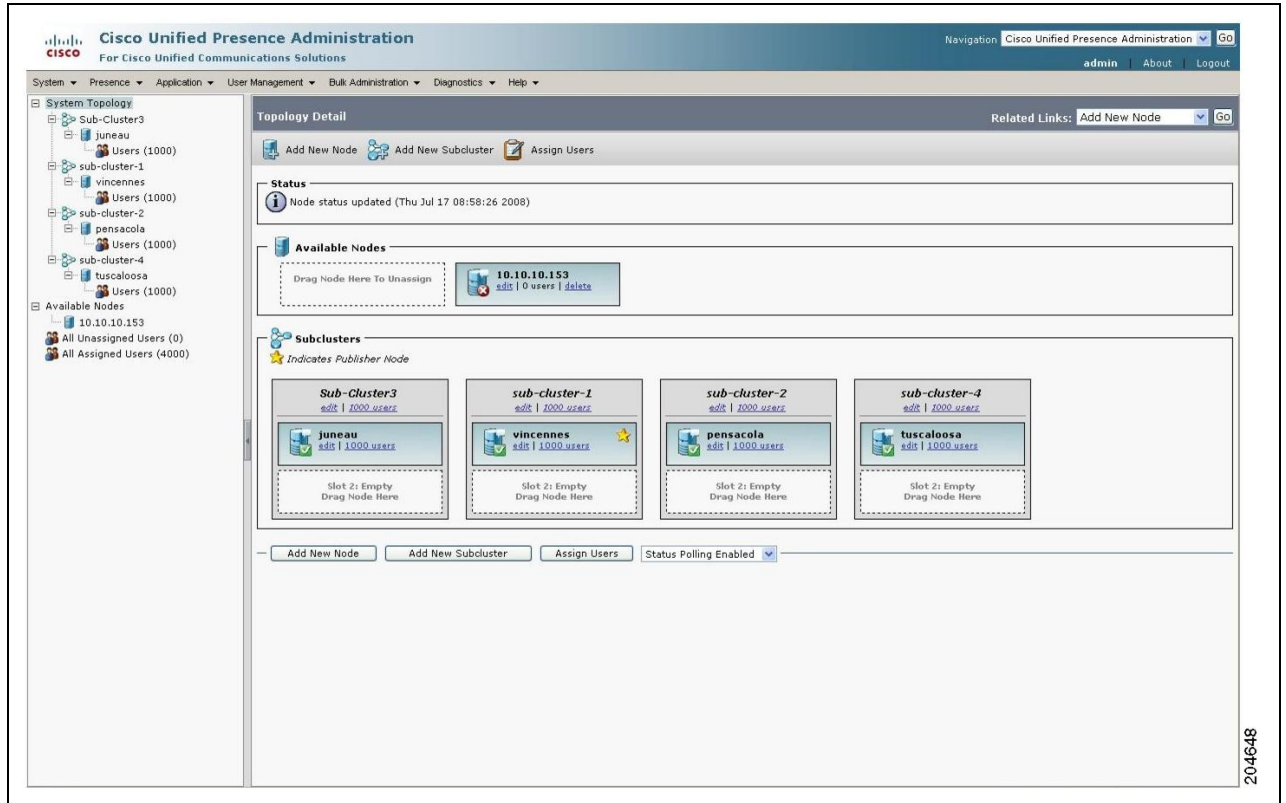 CISCO
Cisco Unified Presence Administration
For Cisco Unified Communications Solutions
Navigation Cisco Unified Presence Administration Go
admin | About | Logout
System Presence Application User Management Bulk Administration Diagnostics Help
System Topology
Sub-Cluster3
juneau
Users (1000)
sub-cluster-1
vincennes
Users (1000)
sub-cluster-2
pensacola
Users (1000)
sub-cluster-4
tuscaloosa
Users (1000)
Available Nodes
10.10.10.153
All Unassigned Users (0)
All Assigned Users (4000)
Topology Detail
Related Links: Add New Node Go
Add New Node Add New Subcluster Assign Users
Status
Node status updated (Thu Jul 17 08:58:26 2008)
Available Nodes
Drag Node Here To Unassign
10.10.10.153
edit | 0 users | delete
Subclusters
Indicates Publisher Node
Sub-Cluster3
edit | 1000 users
juneau
edit | 1000 users
Slot 2: Empty
Drag Node Here
sub-cluster-1
edit | 1000 users
vincennes
edit | 1000 users
Slot 2: Empty
Drag Node Here
sub-cluster-2
edit | 1000 users
pensacola
edit | 1000 users
Slot 2: Empty
Drag Node Here
sub-cluster-4
edit | 1000 users
tuscaloosa
edit | 1000 users
Slot 2: Empty
Drag Node Here
Add New Node Add New Subcluster Assign Users Status Polling Enabled
204648